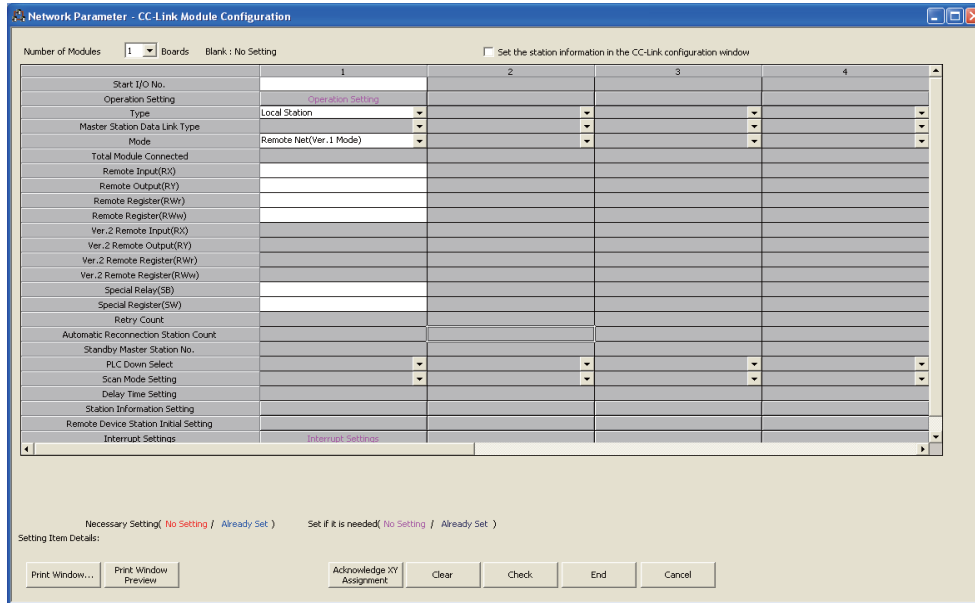 Network Parameter - CC-Link Module Configuration
Number of Modules 1 Boards Blank : No Setting Set the station information in the CC-Link configuration window
1 2 3 4
Start I/O No.
Operation Setting Operation Setting
Type Local Station
Master Station Data Link Type
Mode Remote Net(Ver.1 Mode)
Total Module Connected
Remote Input(RX)
Remote Output(RY)
Remote Register(RWr)
Remote Register(RWw)
Ver.2 Remote Input(RX)
Ver.2 Remote Output(RY)
Ver.2 Remote Register(RWr)
Ver.2 Remote Register(RWw)
Special Relay(SB)
Special Register(SW)
Retry Count
Automatic Reconnection Station Count
Standby Master Station No.
PLC Down Select
Scan Mode Setting
Delay Time Setting
Station Information Setting
Remote Device Station Initial Setting
Interrupt Settings Interrupt Settings
Necessary Setting( No Setting / Already Set ) Set if it is needed( No Setting / Already Set )
Setting Item Details:
Print Window... Print Window Preview Acknowledge XY Assignment Clear Check End Cancel